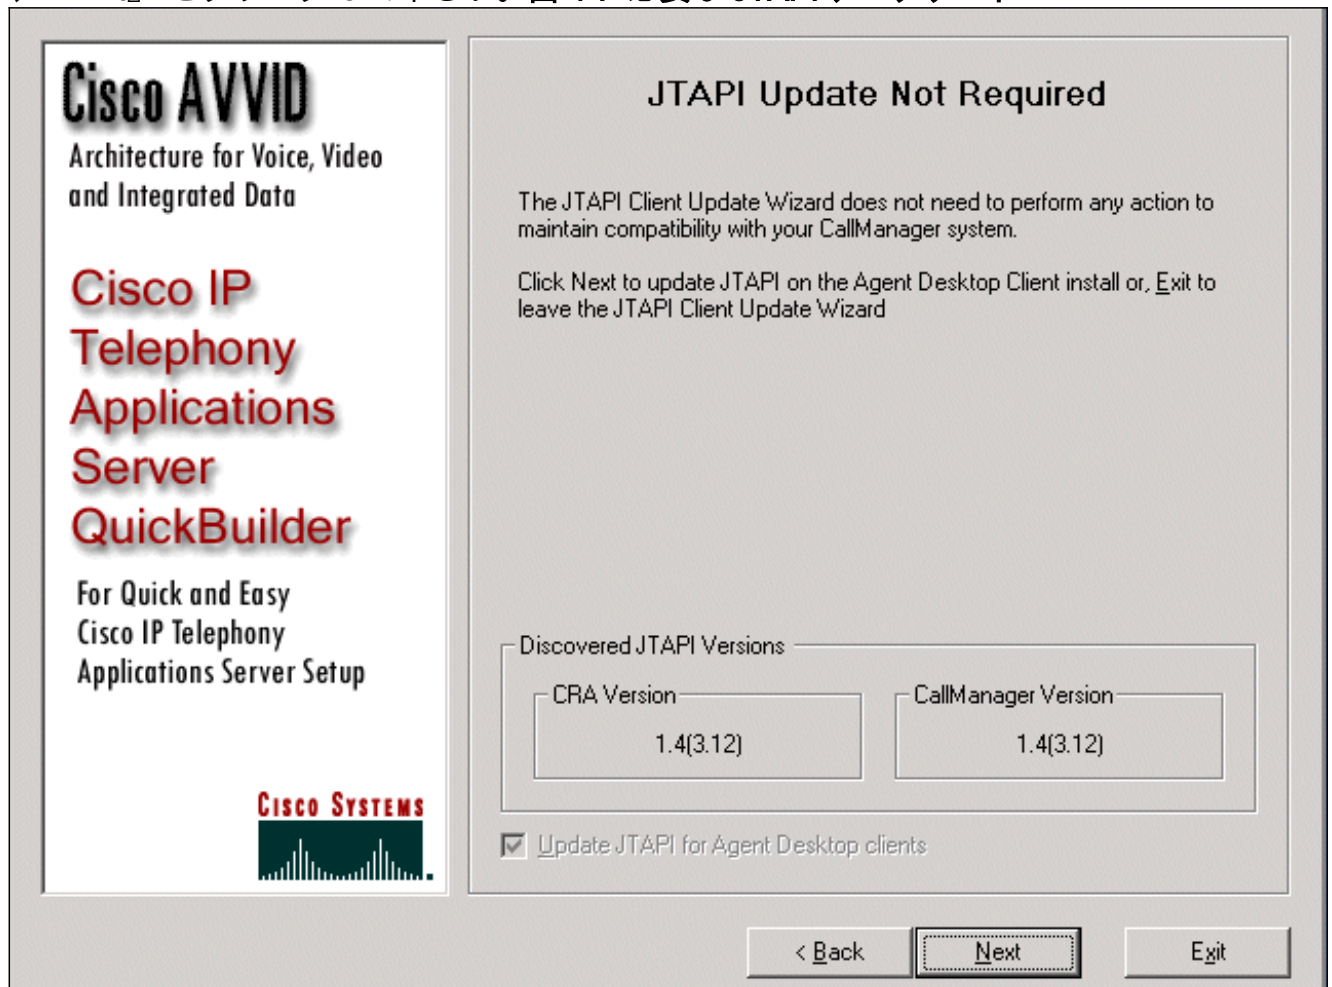 Cisco AVVID
Architecture for Voice, Video
and Integrated Data
Cisco IP
Telephony
Applications
Server
QuickBuilder
For Quick and Easy
Cisco IP Telephony
Applications Server Setup
CISCO SYSTEMS
JTAPI Update Not Required
The JTAPI Client Update Wizard does not need to perform any action to
maintain compatibility with your CallManager system.
Click Next to update JTAPI on the Agent Desktop Client install or, Exit to
leave the JTAPI Client Update Wizard
Discovered JTAPI Versions
CRA Version
1.4(3.12)
CallManager Version
1.4(3.12)
Update JTAPI for Agent Desktop clients
< Back
Next
Exit